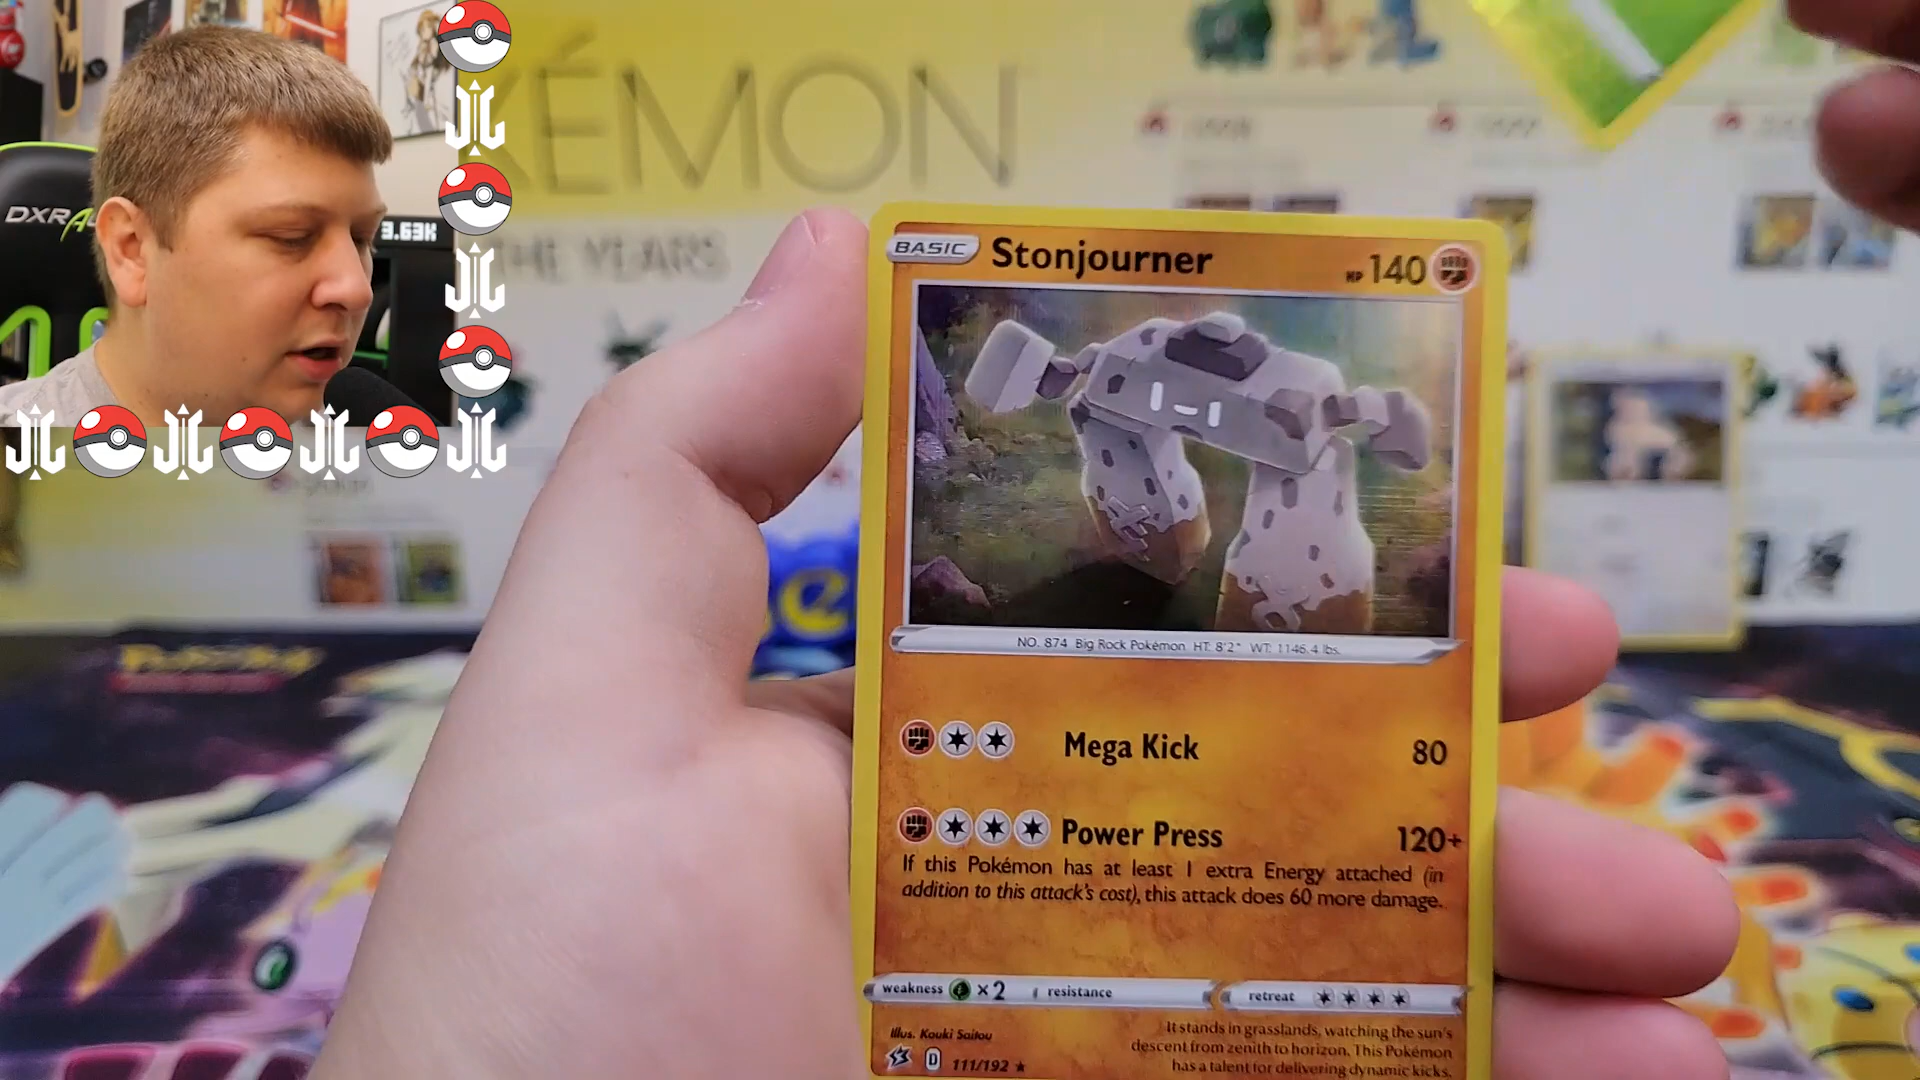 KÉMON
THE YEARS
DXRA
3.63K
BASIC Stonjourner HP 140
NO. 874 Big Rock Pokémon HT: 8'2" WT: 1146.4 lbs.
Mega Kick 80
Power Press 120+
If this Pokémon has at least 1 extra Energy attached (in
addition to this attack's cost), this attack does 60 more damage.
weakness ×2 resistance retreat
Illus. Kouki Saitou
D 111/192
It stands in grasslands, watching the sun's
descent from zenith to horizon. This Pokémon
has a talent for delivering dynamic kicks.